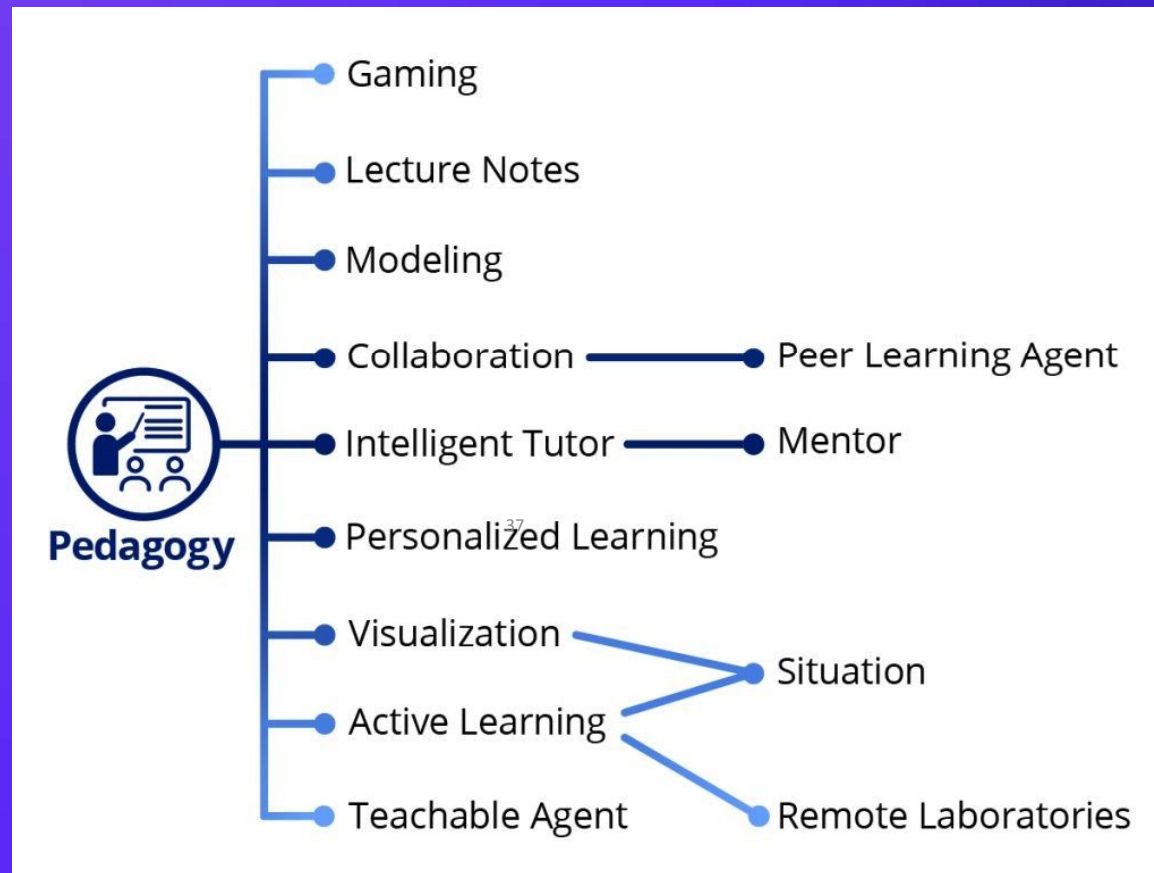 Gaming
Lecture Notes
Modeling
Collaboration
Peer Learning Agent
Intelligent Tutor
Mentor
Pedagogy
Personalized Learning
37
Visualization
Situation
Active Learning
Teachable Agent
Remote Laboratories